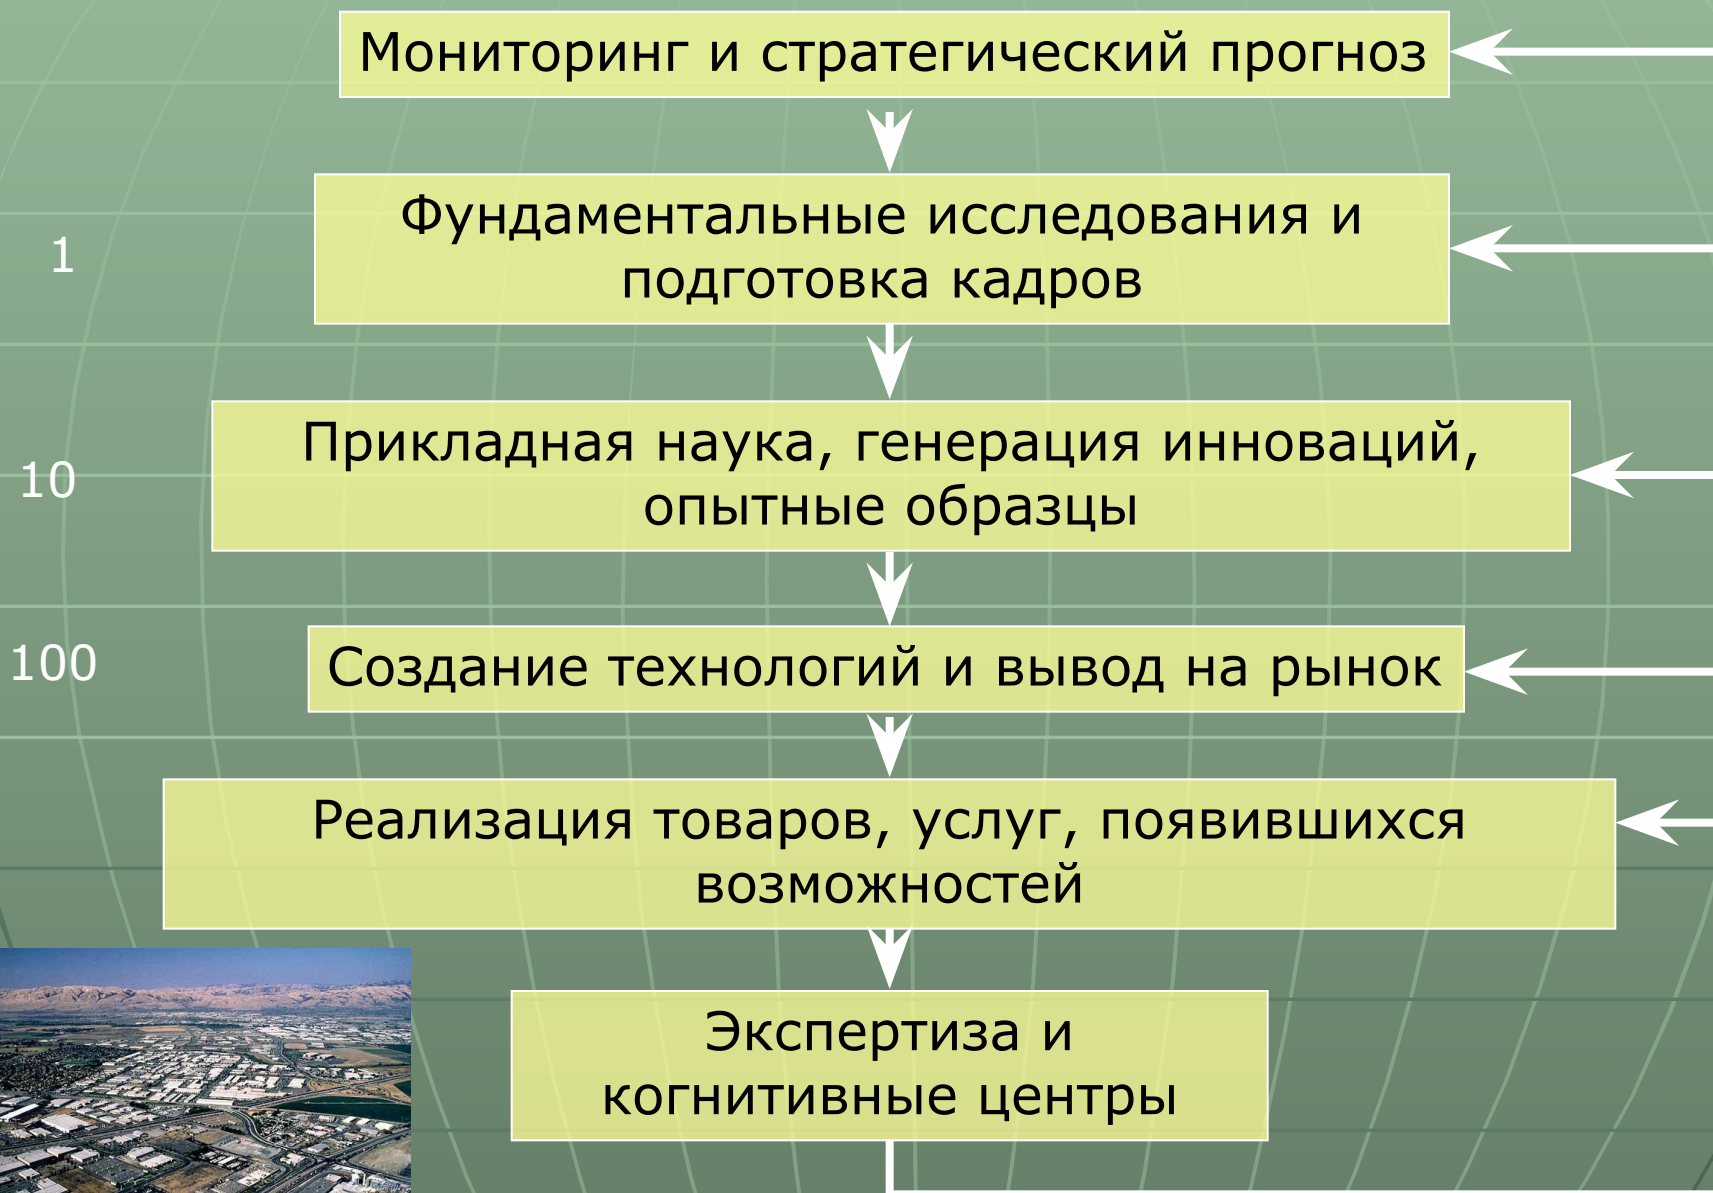 Мониторинг и стратегический прогноз
1
Фундаментальные исследования и
подготовка кадров
10
Прикладная наука, генерация инноваций,
опытные образцы
100
Создание технологий и вывод на рынок
Реализация товаров, услуг, появившихся
возможностей
Экспертиза и
когнитивные центры